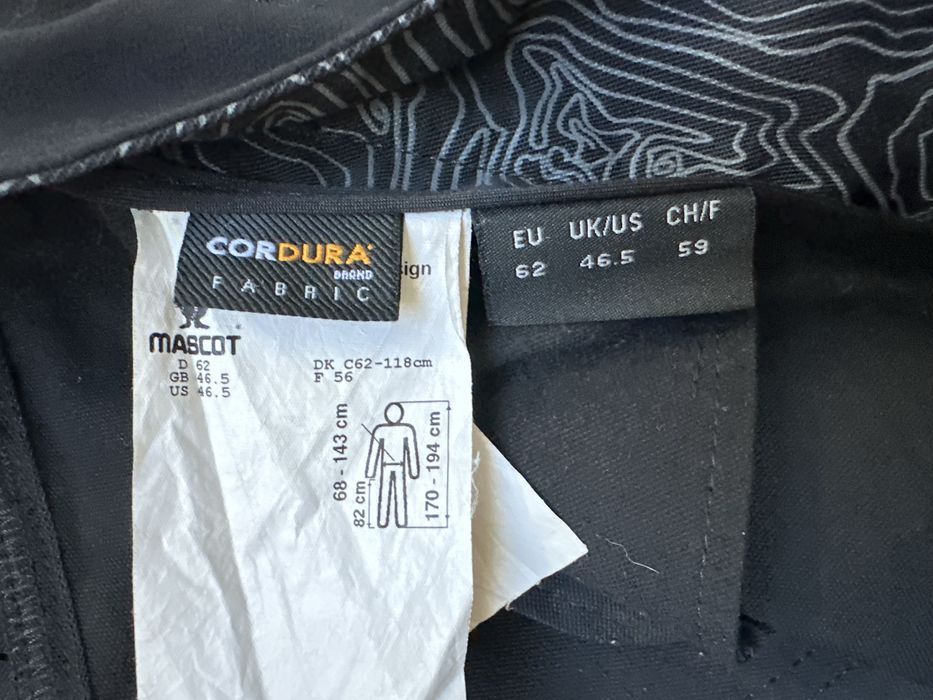 CORDURA
BRAND
FABRIC
MASCOT
D 62
GB 46.5
US 46.5
DK C62-118cm
F 56
68 - 143 cm
82 cm
170 - 194 cm
EU UK/US CH/F
62 46.5 59